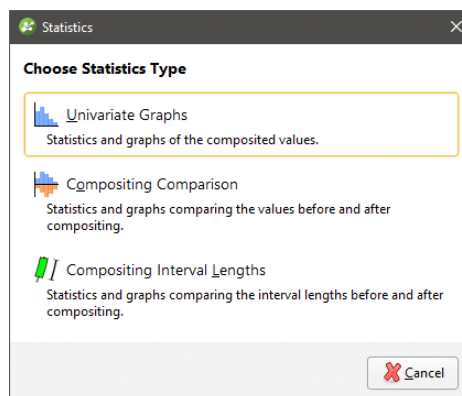 Statistics
Choose Statistics Type
Univariate Graphs
Statistics and graphs of the composited values.
Compositing Comparison
Statistics and graphs comparing the values before and after
compositing.
Compositing Interval Lengths
Statistics and graphs comparing the interval lengths before and after
compositing.
Cancel